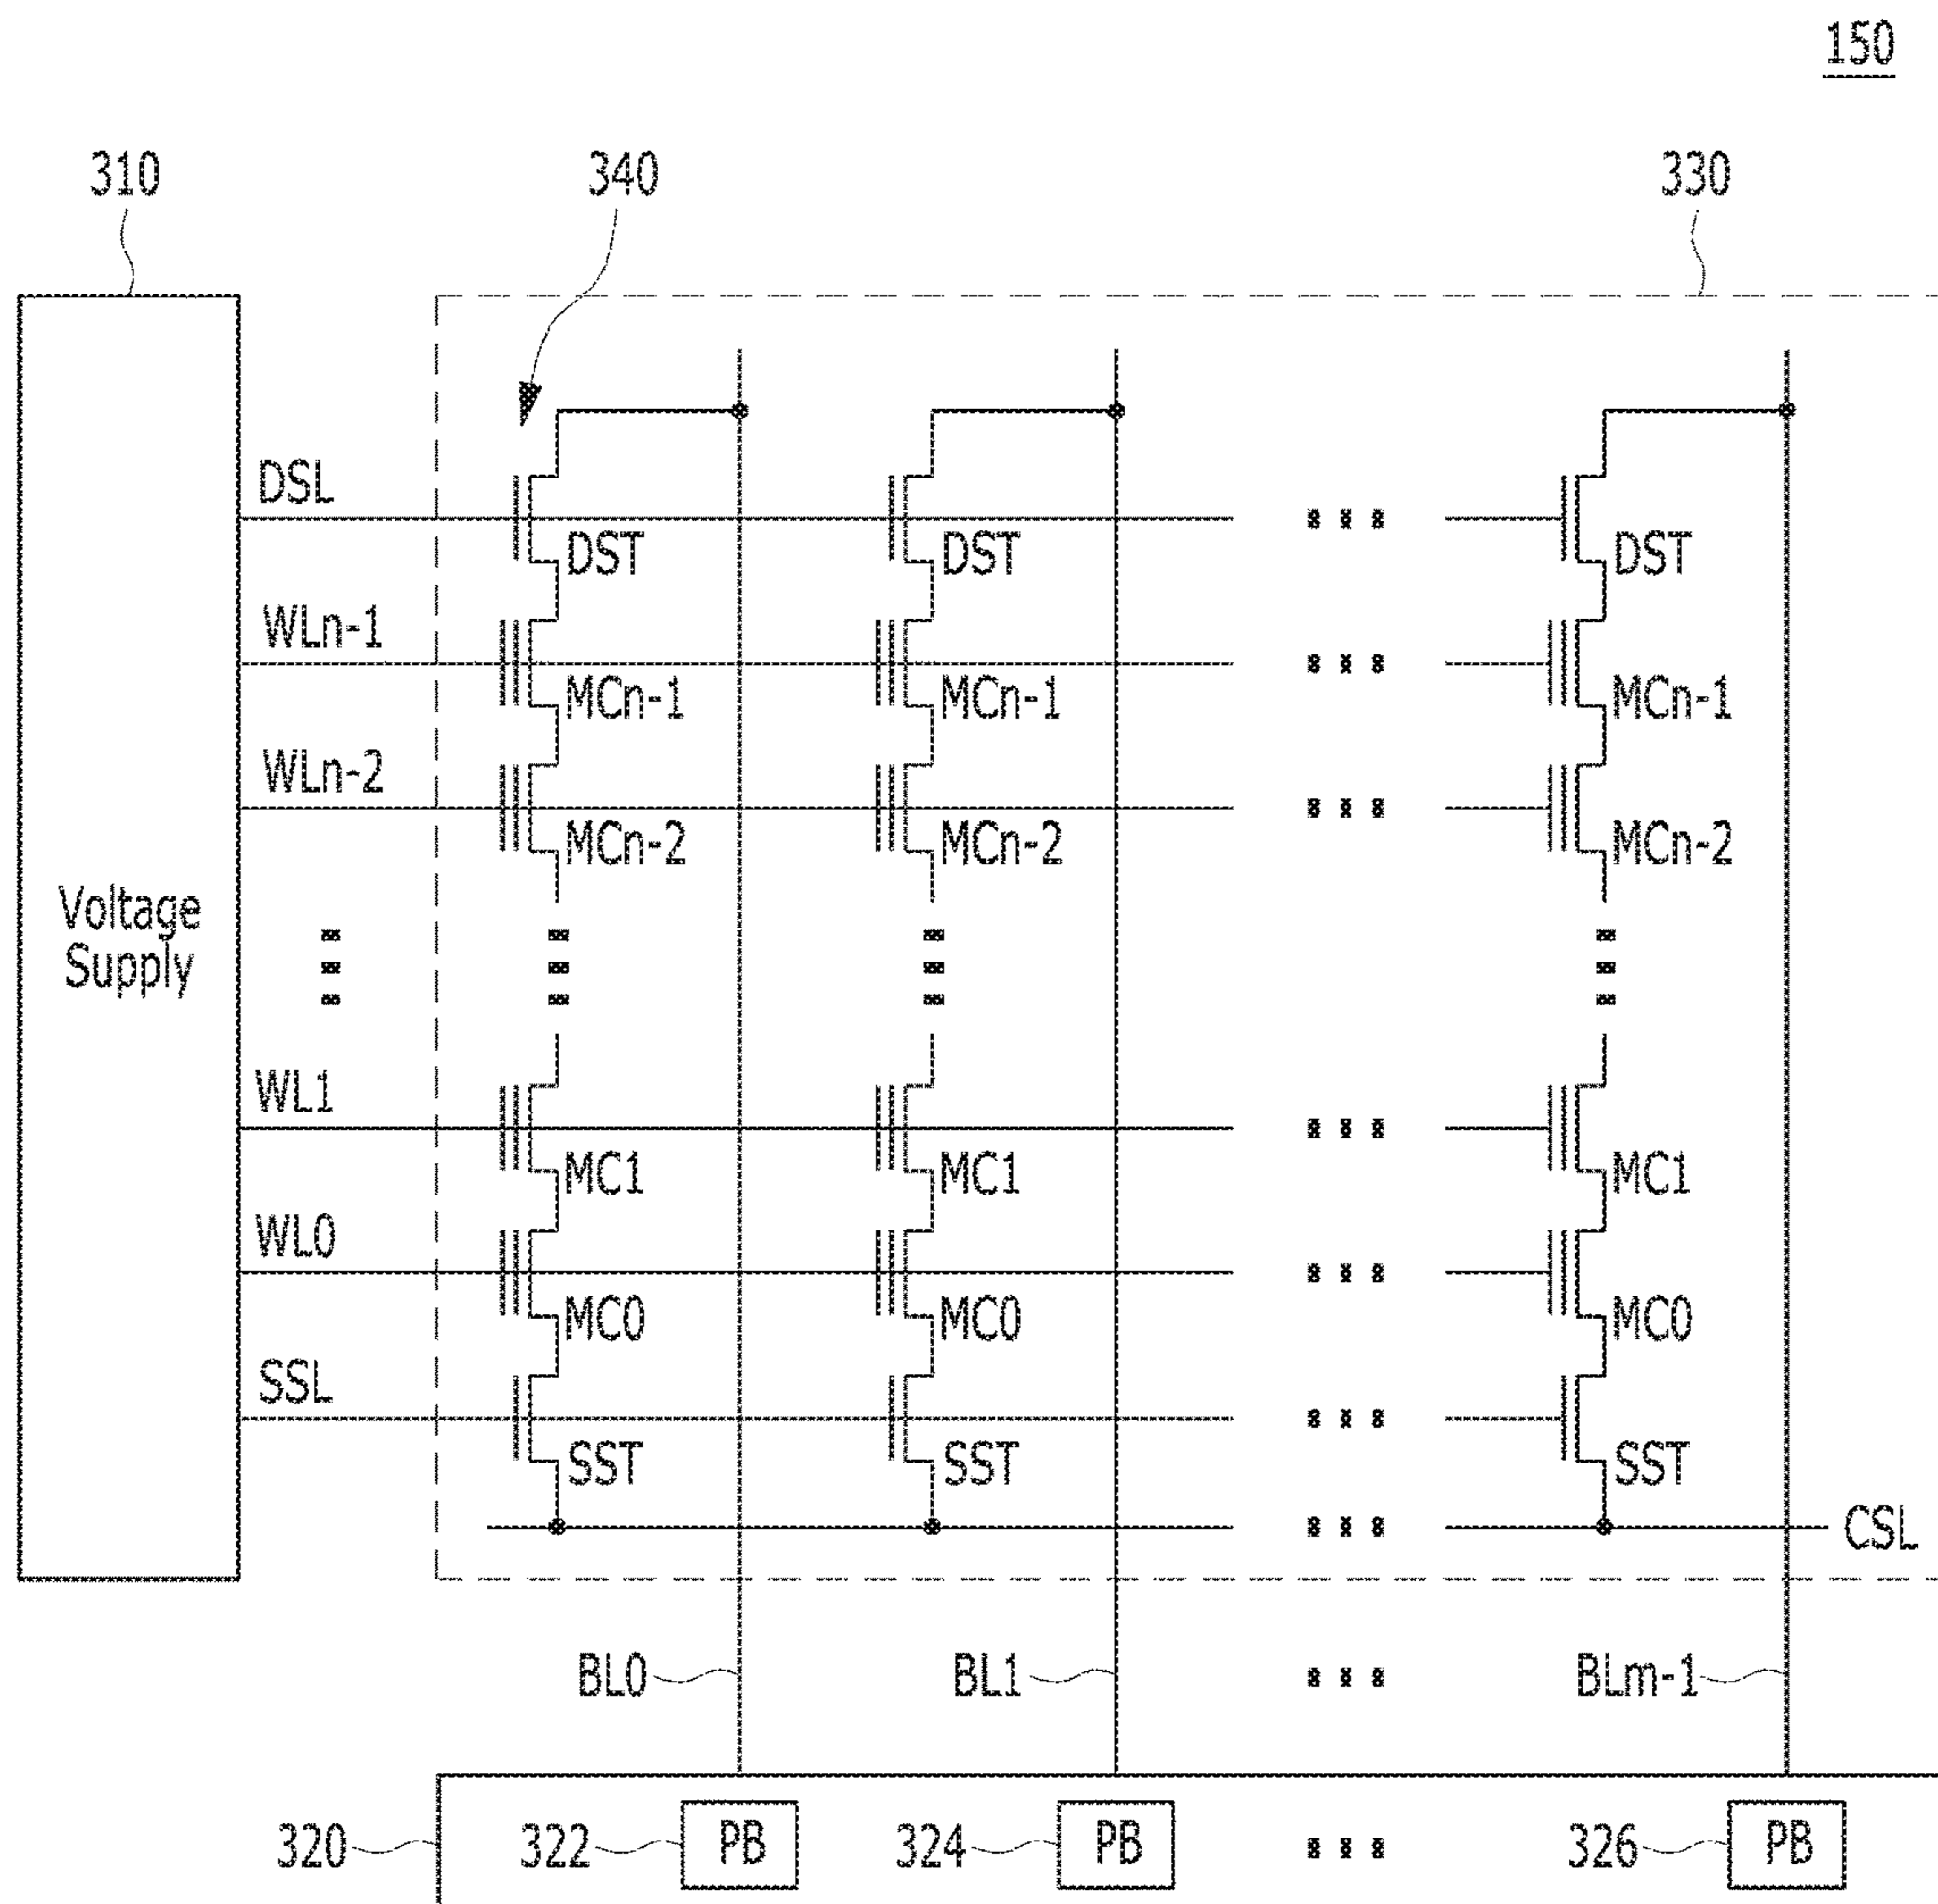 150
310 340 330
DSL
DST DST DST
WLn-1
MCn-1 MCn-1 MCn-1
WLn-2
MCn-2 MCn-2 MCn-2
Voltage
Supply
WL1
MC1 MC1 MC1
WL0
MC0 MC0 MC0
SSL
SST SST SST
CSL
BL0 BL1 BLm-1
320 322 PB 324 PB 326 PB